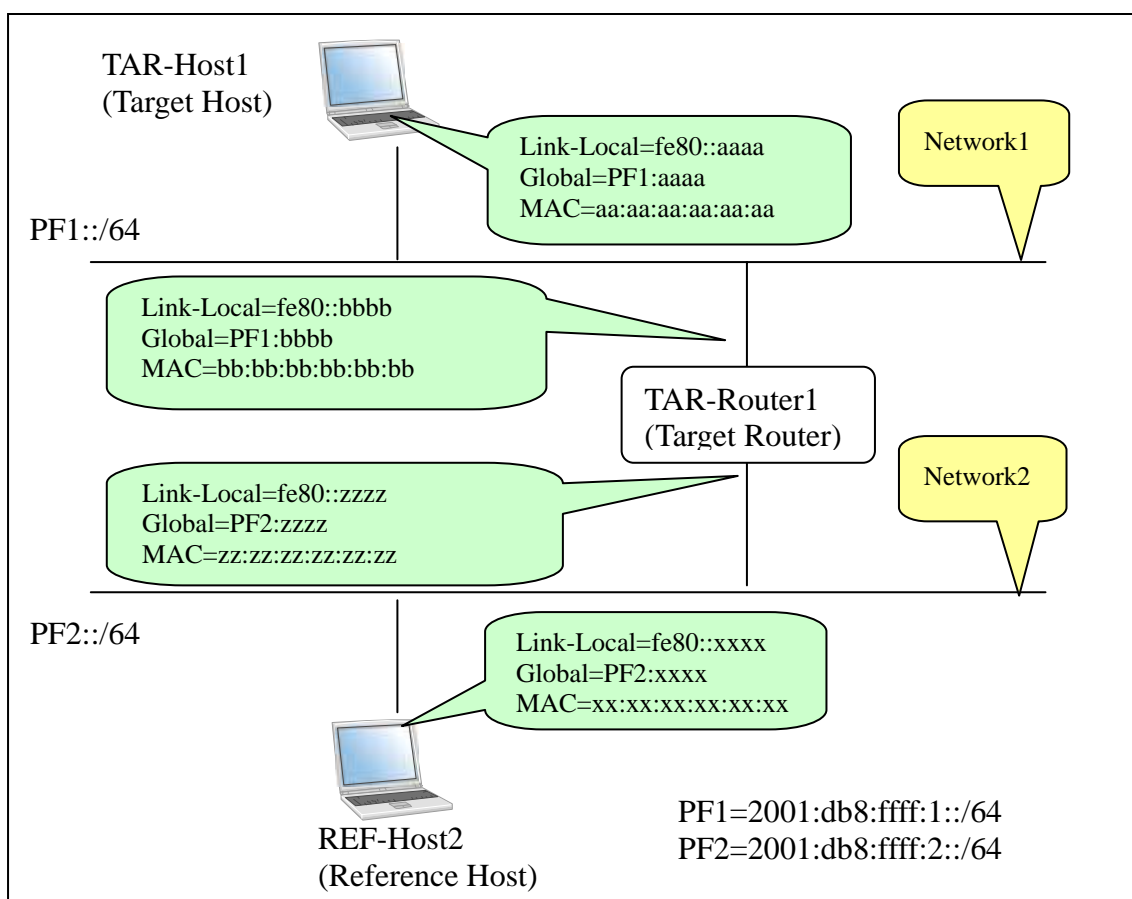 TAR-Host1
(Target Host)
Link-Local=fe80::aaaa
Global=PF1:aaaa
MAC=aa:aa:aa:aa:aa:aa
Network1
PF1::/64
Link-Local=fe80::bbbb
Global=PF1:bbbb
MAC=bb:bb:bb:bb:bb:bb
TAR-Router1
(Target Router)
Link-Local=fe80::zzzz
Global=PF2:zzzz
MAC=zz:zz:zz:zz:zz:zz
Network2
PF2::/64
Link-Local=fe80::xxxx
Global=PF2:xxxx
MAC=xx:xx:xx:xx:xx:xx
REF-Host2
(Reference Host)
PF1=2001:db8:ffff:1::/64
PF2=2001:db8:ffff:2::/64